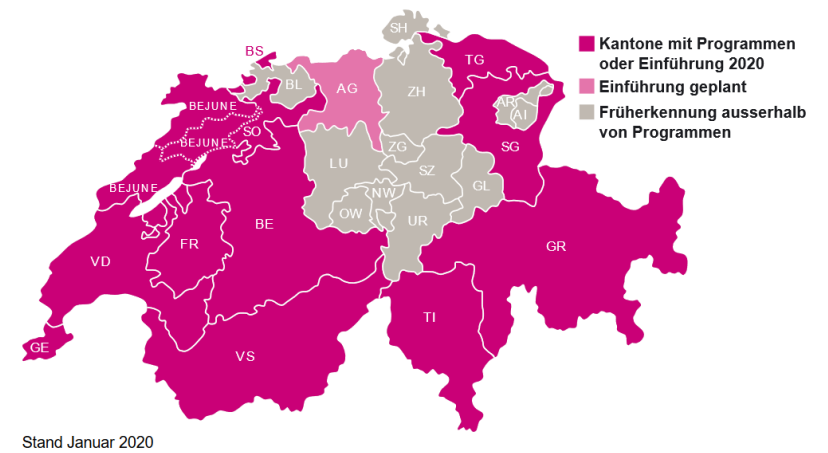 SH
BS
TG
Kantone mit Programmen
oder Einführung 2020
BL
AG
ZH
Einführung geplant
BEJUNE
AR
AI
Früherkennung ausserhalb
von Programmen
SO
BEJUNE
ZG
SG
LU
SZ
BEJUNE
NW
GL
OW
UR
BE
FR
GR
VD
TI
GE
VS
Stand Januar 2020